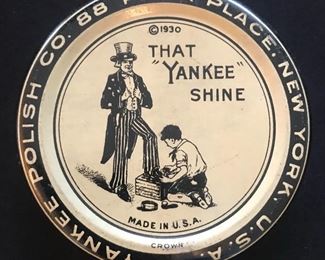 YANKEE POLISH CO. 88 PLACE, NEW YORK, U.S.A.
©1930
THAT
"YANKEE"
SHINE
MADE IN U.S.A.
CROWN